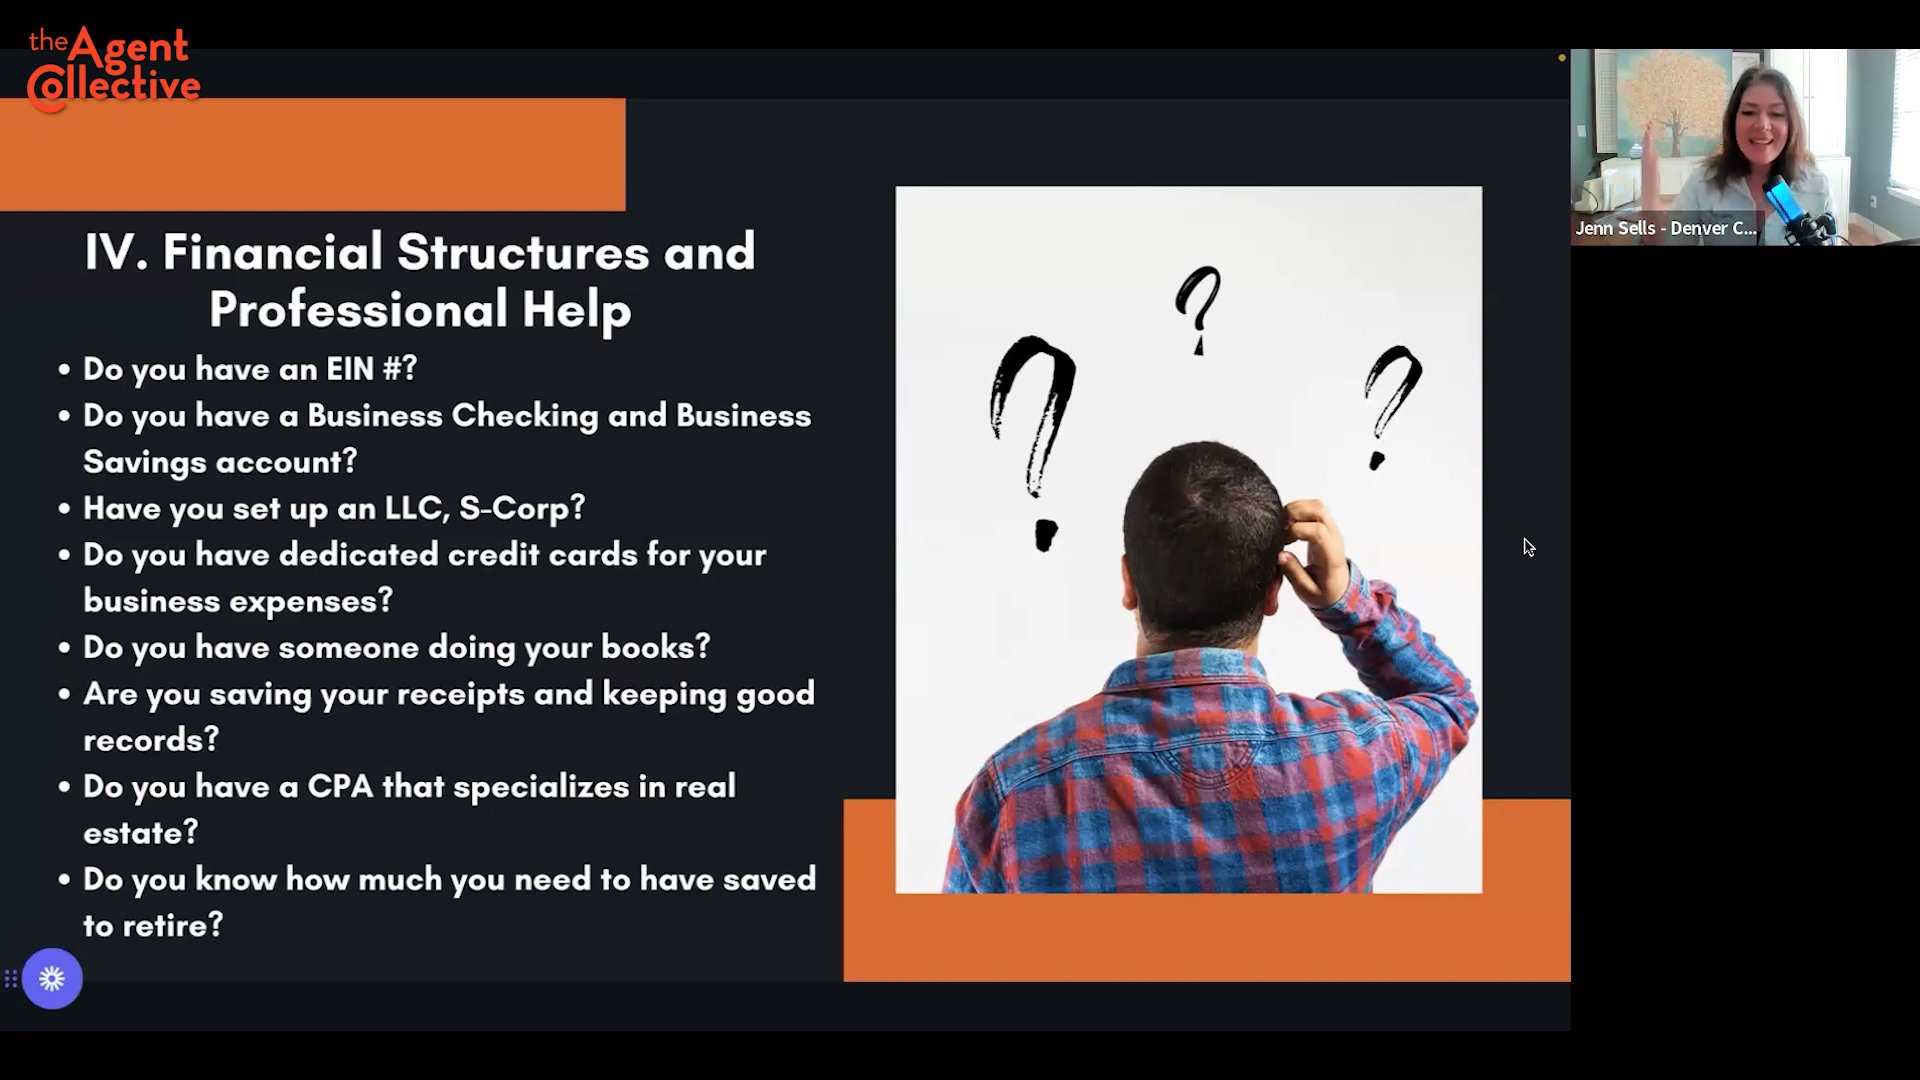 the Agent
Collective
IV. Financial Structures and
Professional Help
• Do you have an EIN #?
• Do you have a Business Checking and Business
Savings account?
• Have you set up an LLC, S-Corp?
• Do you have dedicated credit cards for your
business expenses?
• Do you have someone doing your books?
• Are you saving your receipts and keeping good
records?
• Do you have a CPA that specializes in real
estate?
• Do you know how much you need to have saved
to retire?
? ? ?
Jenn Sells - Denver C...